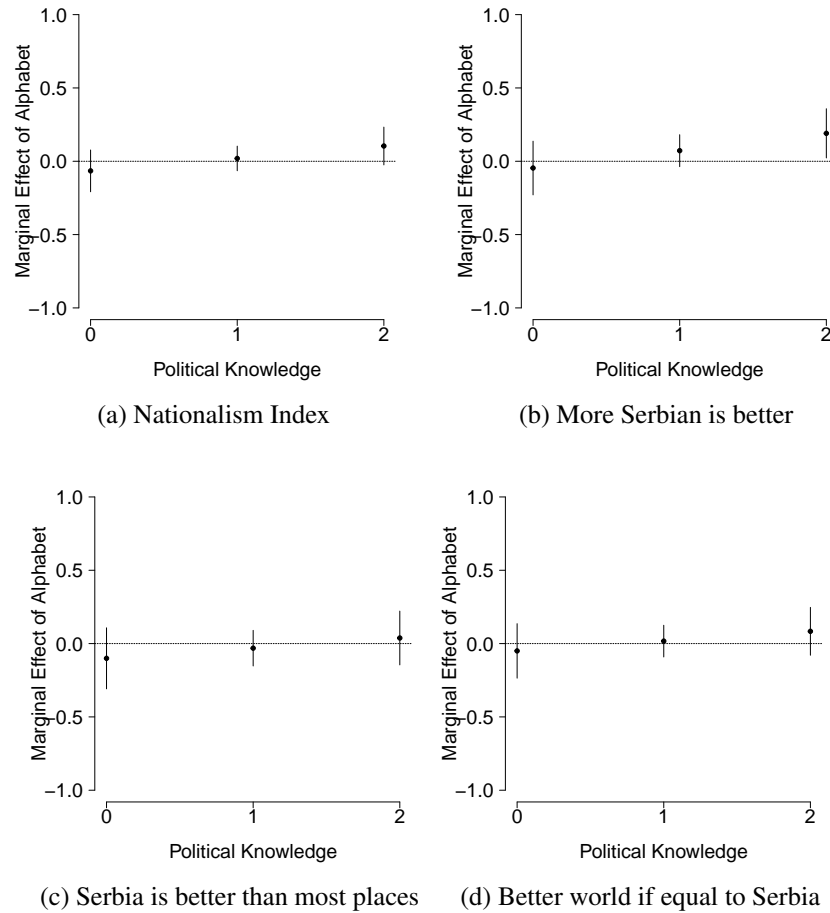 Marginal Effect of Alphabet
1.0
0.5
0.0
−0.5
−1.0
0 1 2
Political Knowledge
(a) Nationalism Index
Marginal Effect of Alphabet
1.0
0.5
0.0
−0.5
−1.0
0 1 2
Political Knowledge
(b) More Serbian is better
Marginal Effect of Alphabet
1.0
0.5
0.0
−0.5
−1.0
0 1 2
Political Knowledge
(c) Serbia is better than most places
Marginal Effect of Alphabet
1.0
0.5
0.0
−0.5
−1.0
0 1 2
Political Knowledge
(d) Better world if equal to Serbia